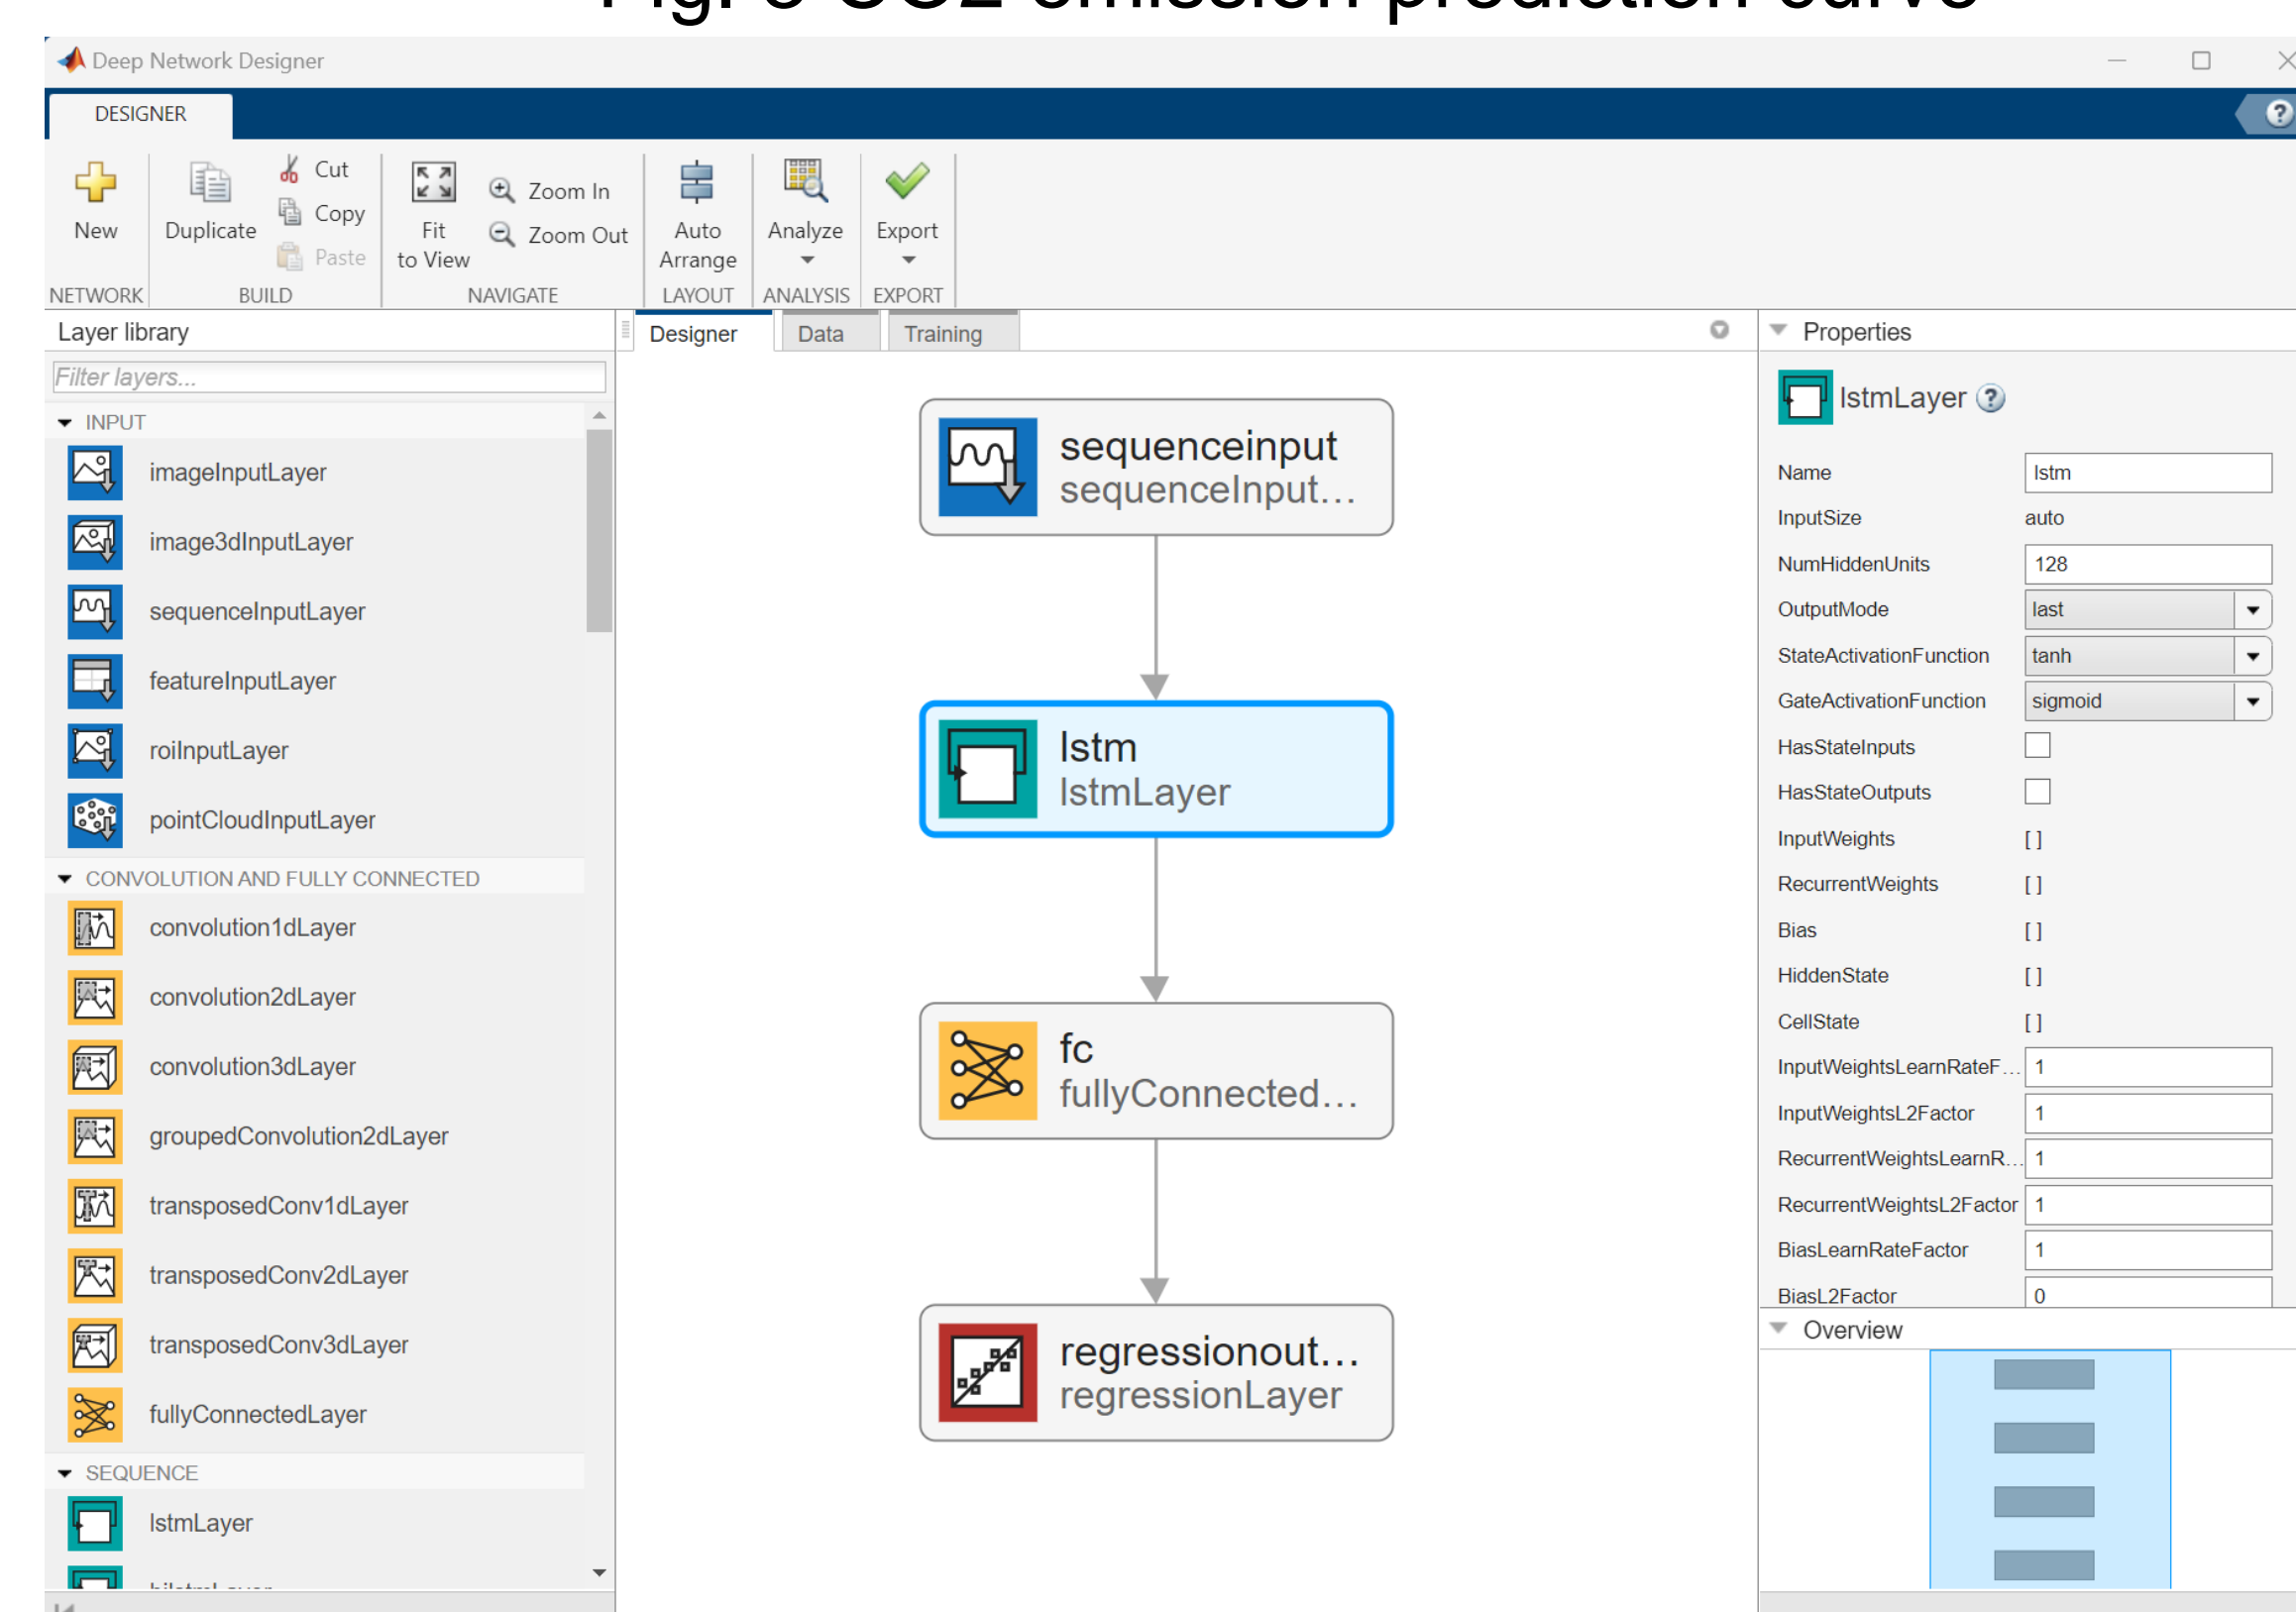 Deep Network Designer
DESIGNER
New
Duplicate
Cut
Copy
Paste
Fit
to View
Zoom In
Zoom Out
Auto
Arrange
Analyze
Export
NETWORK
BUILD
NAVIGATE
LAYOUT
ANALYSIS
EXPORT
Layer library
Filter layers...
INPUT
imageInputLayer
image3dInputLayer
sequenceInputLayer
featureInputLayer
roiInputLayer
pointCloudInputLayer
CONVOLUTION AND FULLY CONNECTED
convolution1dLayer
convolution2dLayer
convolution3dLayer
groupedConvolution2dLayer
transposedConv1dLayer
transposedConv2dLayer
transposedConv3dLayer
fullyConnectedLayer
SEQUENCE
lstmLayer
Designer
Data
Training
sequenceinput
sequenceInput...
lstm
lstmLayer
fc
fullyConnected...
regressionout...
regressionLayer
Properties
lstmLayer
Name lstm
InputSize auto
NumHiddenUnits 128
OutputMode last
StateActivationFunction tanh
GateActivationFunction sigmoid
HasStateInputs
HasStateOutputs
InputWeights [ ]
RecurrentWeights [ ]
Bias [ ]
HiddenState [ ]
CellState [ ]
InputWeightsLearnRateF... 1
InputWeightsL2Factor 1
RecurrentWeightsLearnR... 1
RecurrentWeightsL2Factor 1
BiasLearnRateFactor 1
BiasL2Factor 0
Overview